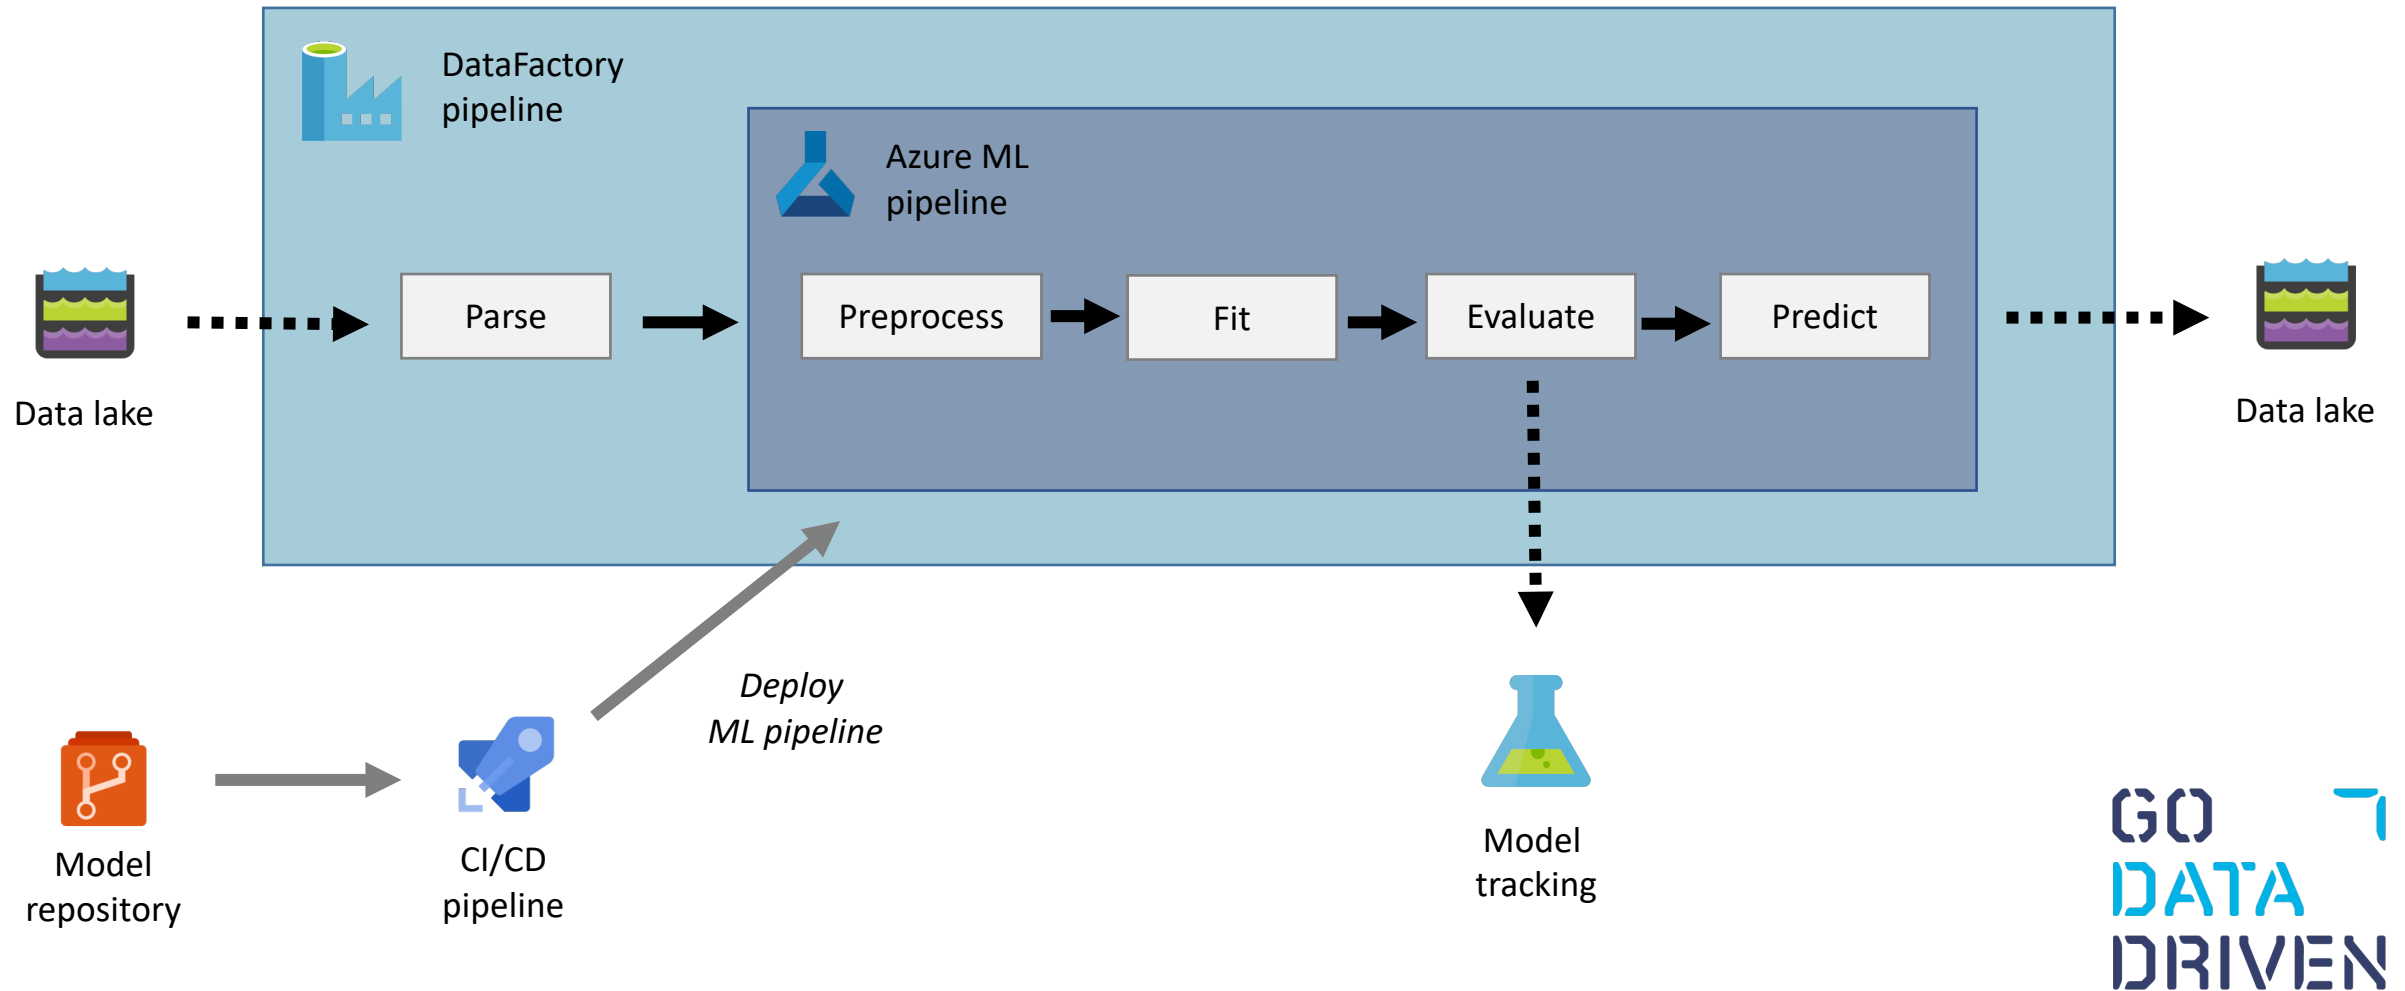 DataFactory
pipeline
Azure ML
pipeline
Parse
Preprocess
Fit
Evaluate
Predict
Data lake
Data lake
Deploy
ML pipeline
Model
repository
CI/CD
pipeline
Model
tracking
GO
DATA
DRIVEN